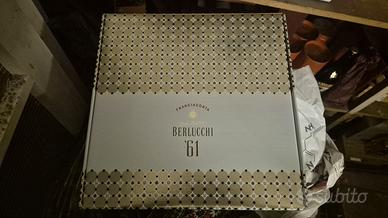 FRANCIACORTA
BERLUCCHI
'61
subito